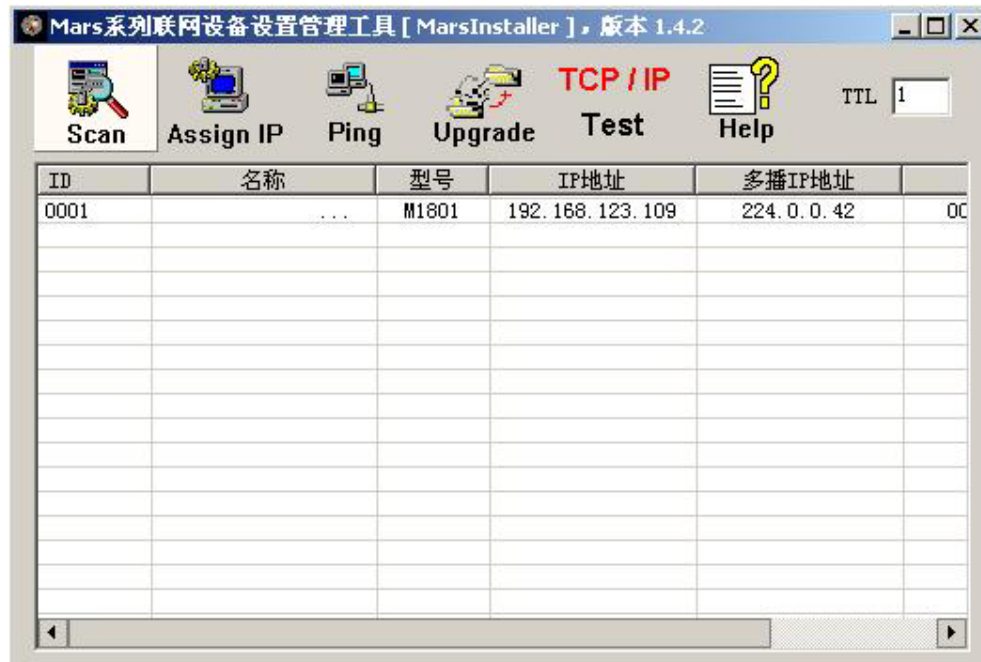 Mars系列联网设备设置管理工具 [ MarsInstaller ]，版本 1.4.2
Scan
Assign IP
Ping
Upgrade
TCP / IP
Test
Help
TTL 1
ID 名称 型号 IP地址 多播IP地址
0001 ... M1801 192.168.123.109 224.0.0.42 00